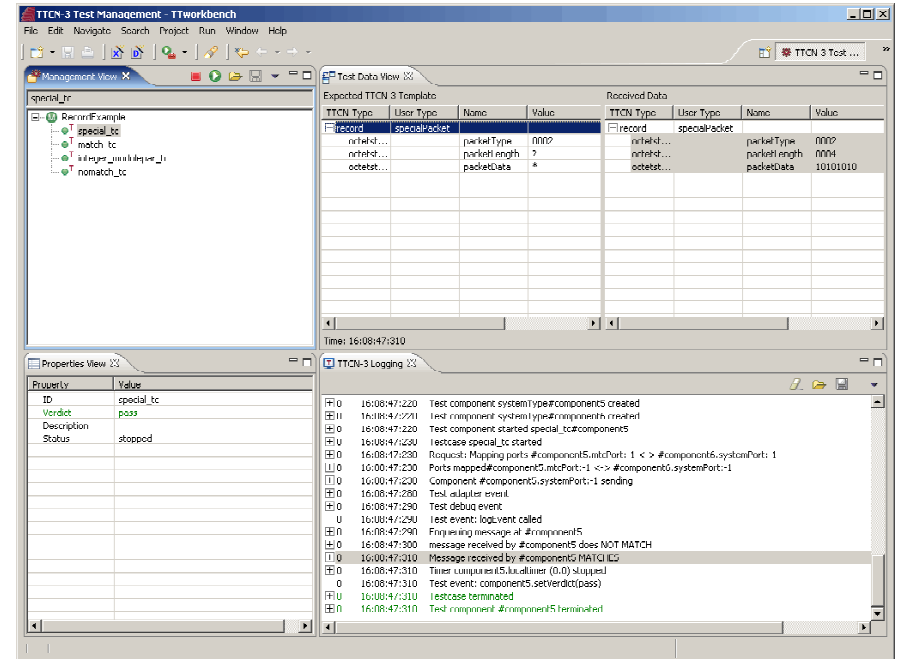 TTCN-3 Test Management - TTworkbench
File Edit Navigate Search Project Run Window Help
TTCN 3 Test ... »
Management View
special_tc
RecordExample
special_tc
match_tc
integer_modulepar_tc
nomatch_tc
Test Data View
Expected TTCN 3 Template
TTCN Type User Type Name Value
record specialPacket
octetst... packetType 0002
octetst... packetLength ?
octetst... packetData *
Received Data
TTCN Type User Type Name Value
record specialPacket
octetst... packetType 0002
octetst... packetLength 0004
octetst... packetData 10101010
Time: 16:08:47:310
Properties View
Property Value
ID special_tc
Verdict pass
Description
Status stopped
TTCN-3 Logging
0 16:08:47:220 Test component systemType#component5 created
0 16:08:47:220 Test component systemType#component6 created
0 16:08:47:220 Test component started special_tc#component5
0 16:08:47:230 Testcase special_tc started
0 16:08:47:230 Request: Mapping ports #component5.mtcPort: 1 < > #component6.systemPort: 1
0 16:08:47:230 Ports mapped#component5.mtcPort:-1 <-> #component6.systemPort:-1
0 16:08:47:230 Component #component5.systemPort:-1 sending
0 16:08:47:280 Test adapter event
0 16:08:47:290 Test debug event
0 16:08:47:290 Test event: logEvent called
0 16:08:47:290 Enqueuing message at #component5
0 16:08:47:300 message received by #component5 does NOT MATCH
0 16:08:47:310 Message received by #component5 MATCHES
0 16:08:47:310 Timer component5.localtimer (0.0) stopped
0 16:08:47:310 Test event: component5.setVerdict(pass)
0 16:08:47:310 Testcase terminated
0 16:08:47:310 Test component #component5 terminated